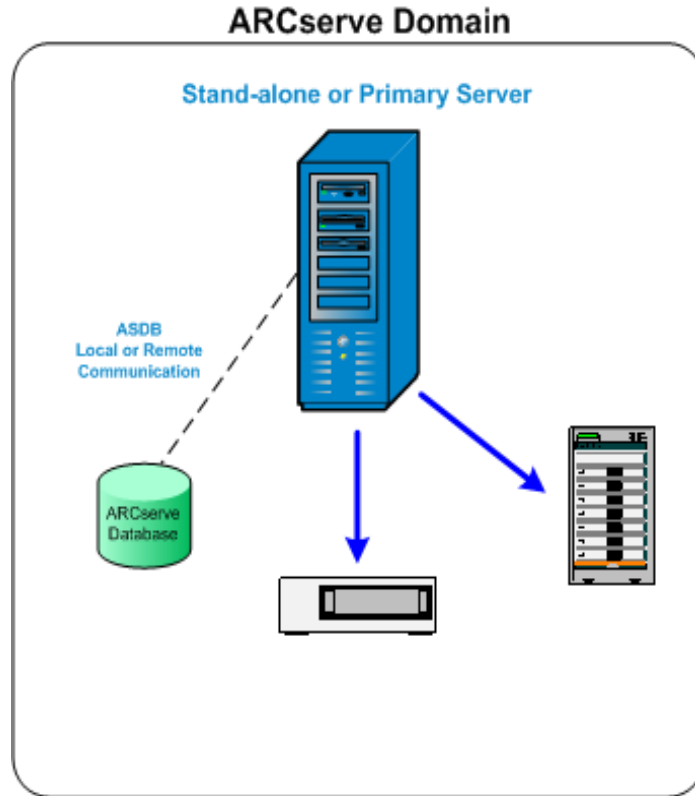 ARCserve Domain
Stand-alone or Primary Server
ASDB
Local or Remote
Communication
ARCserve
Database